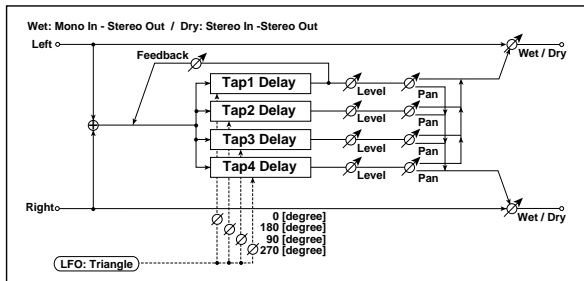 Wet: Mono In - Stereo Out / Dry: Stereo In -Stereo Out
Left
Wet / Dry
Feedback
Tap1 Delay
Level
Pan
Tap2 Delay
Level
Pan
Tap3 Delay
Level
Pan
Tap4 Delay
Level
Pan
Right
Wet / Dry
0 [degree]
180 [degree]
90 [degree]
270 [degree]
LFO: Triangle